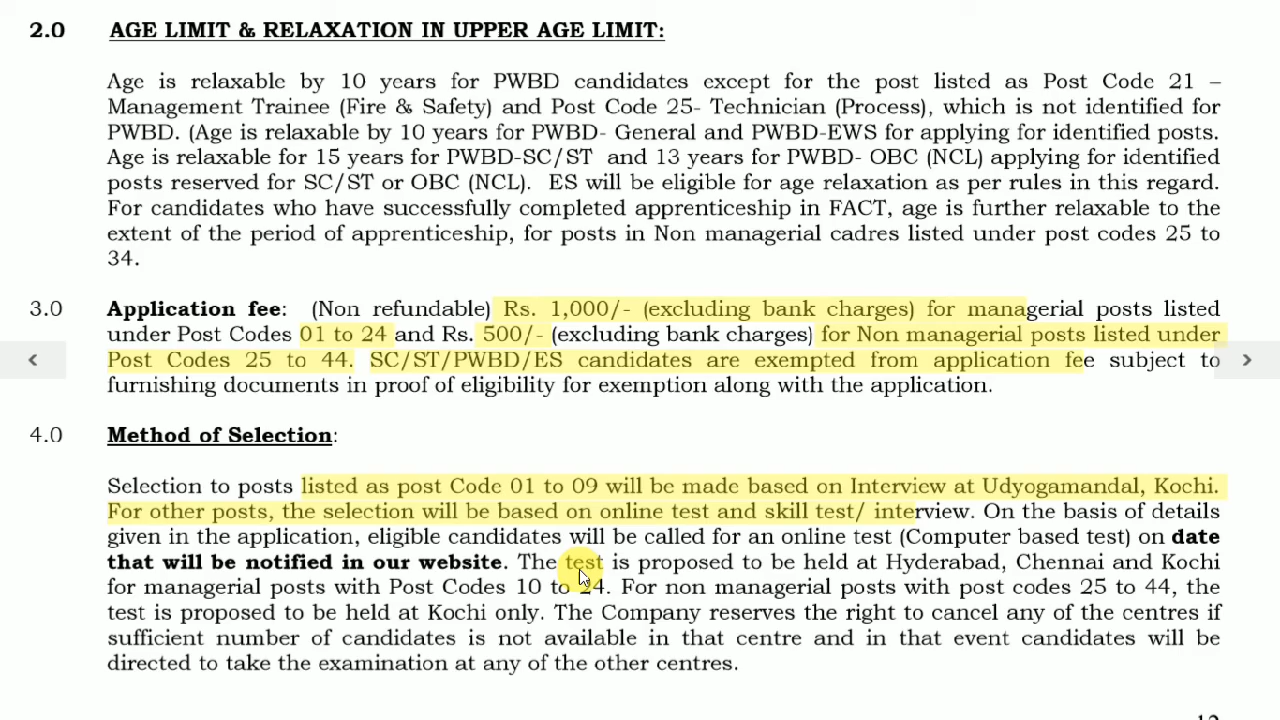 2.0 AGE LIMIT & RELAXATION IN UPPER AGE LIMIT:
Age is relaxable by 10 years for PWBD candidates except for the post listed as Post Code 21 –
Management Trainee (Fire & Safety) and Post Code 25- Technician (Process), which is not identified for
PWBD. (Age is relaxable by 10 years for PWBD- General and PWBD-EWS for applying for identified posts.
Age is relaxable for 15 years for PWBD-SC/ST and 13 years for PWBD- OBC (NCL) applying for identified
posts reserved for SC/ST or OBC (NCL). ES will be eligible for age relaxation as per rules in this regard.
For candidates who have successfully completed apprenticeship in FACT, age is further relaxable to the
extent of the period of apprenticeship, for posts in Non managerial cadres listed under post codes 25 to
34.
3.0 Application fee: (Non refundable) Rs. 1,000/- (excluding bank charges) for managerial posts listed
under Post Codes 01 to 24 and Rs. 500/- (excluding bank charges) for Non managerial posts listed under
Post Codes 25 to 44. SC/ST/PWBD/ES candidates are exempted from application fee subject to
furnishing documents in proof of eligibility for exemption along with the application.
4.0 Method of Selection:
Selection to posts listed as post Code 01 to 09 will be made based on Interview at Udyogamandal, Kochi.
For other posts, the selection will be based on online test and skill test/ interview. On the basis of details
given in the application, eligible candidates will be called for an online test (Computer based test) on date
that will be notified in our website. The test is proposed to be held at Hyderabad, Chennai and Kochi
for managerial posts with Post Codes 10 to 24. For non managerial posts with post codes 25 to 44, the
test is proposed to be held at Kochi only. The Company reserves the right to cancel any of the centres if
sufficient number of candidates is not available in that centre and in that event candidates will be
directed to take the examination at any of the other centres.